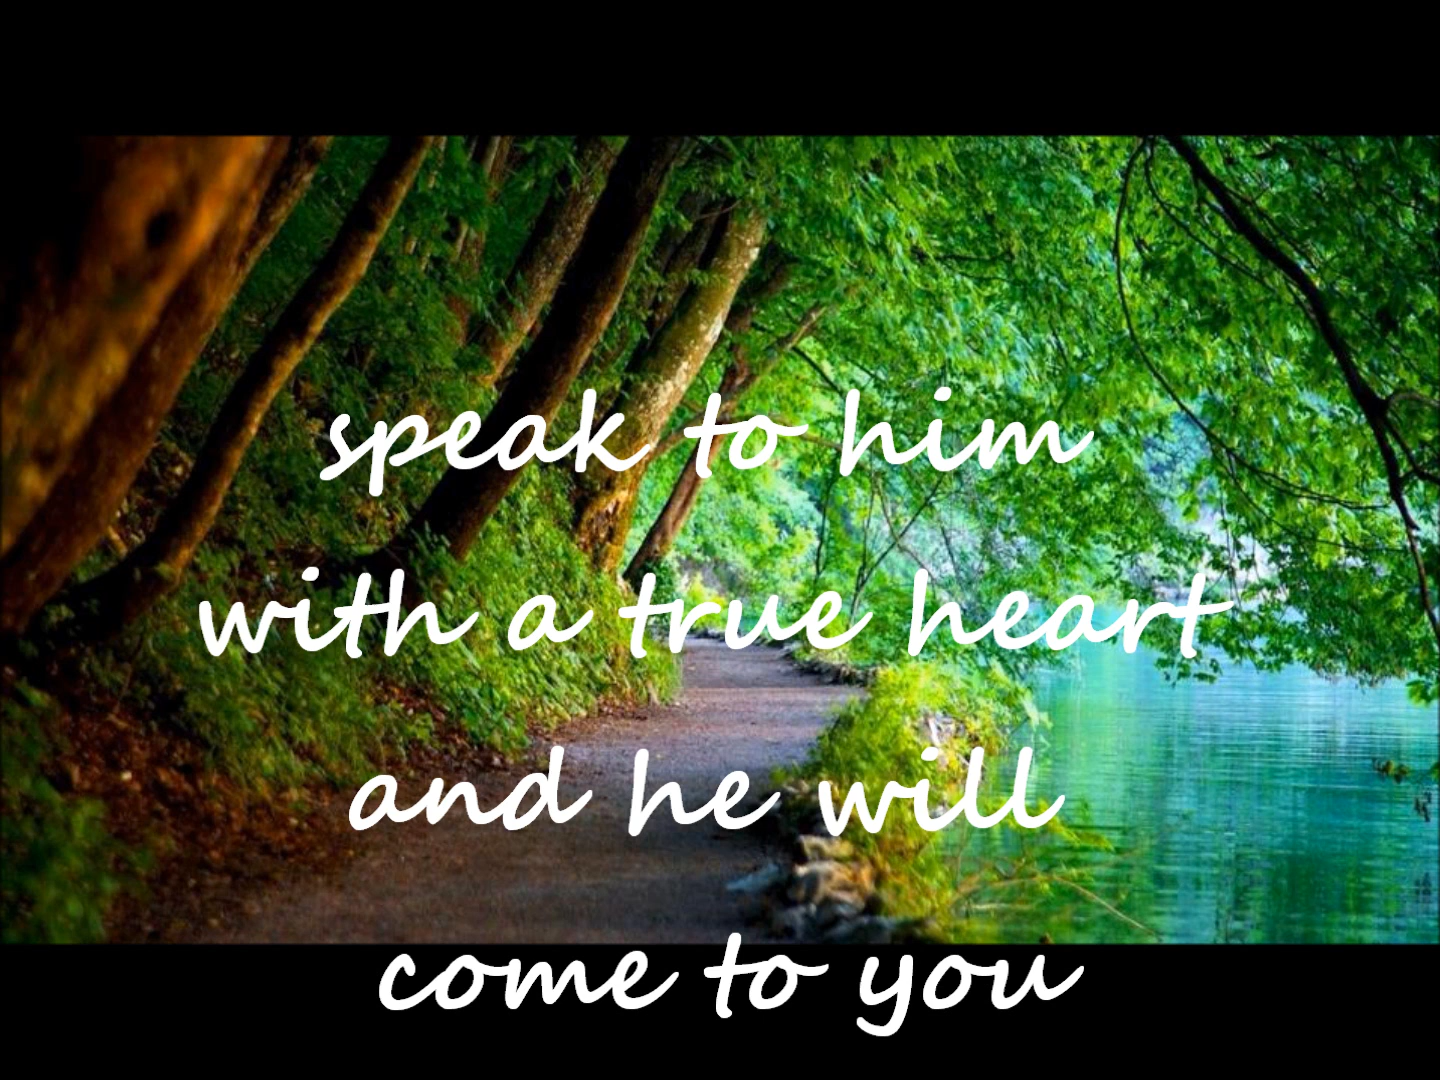 speak to him
with a true heart
and he will
come to you